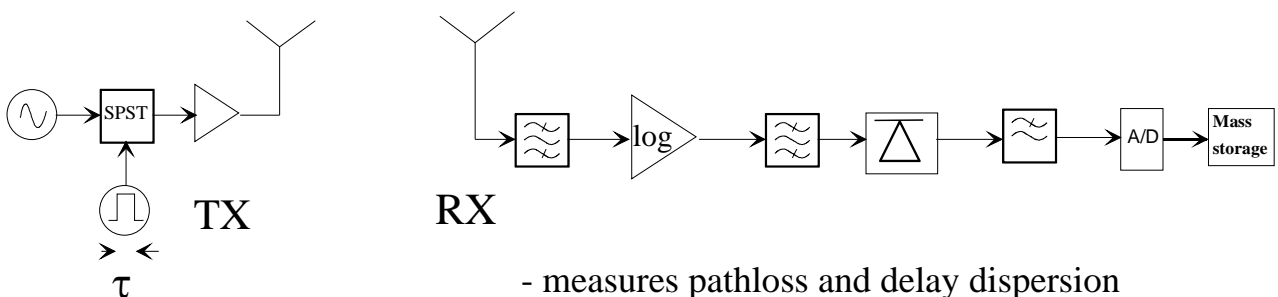 SPST
log
A/D
Mass
storage
TX
RX
τ
- measures pathloss and delay dispersion